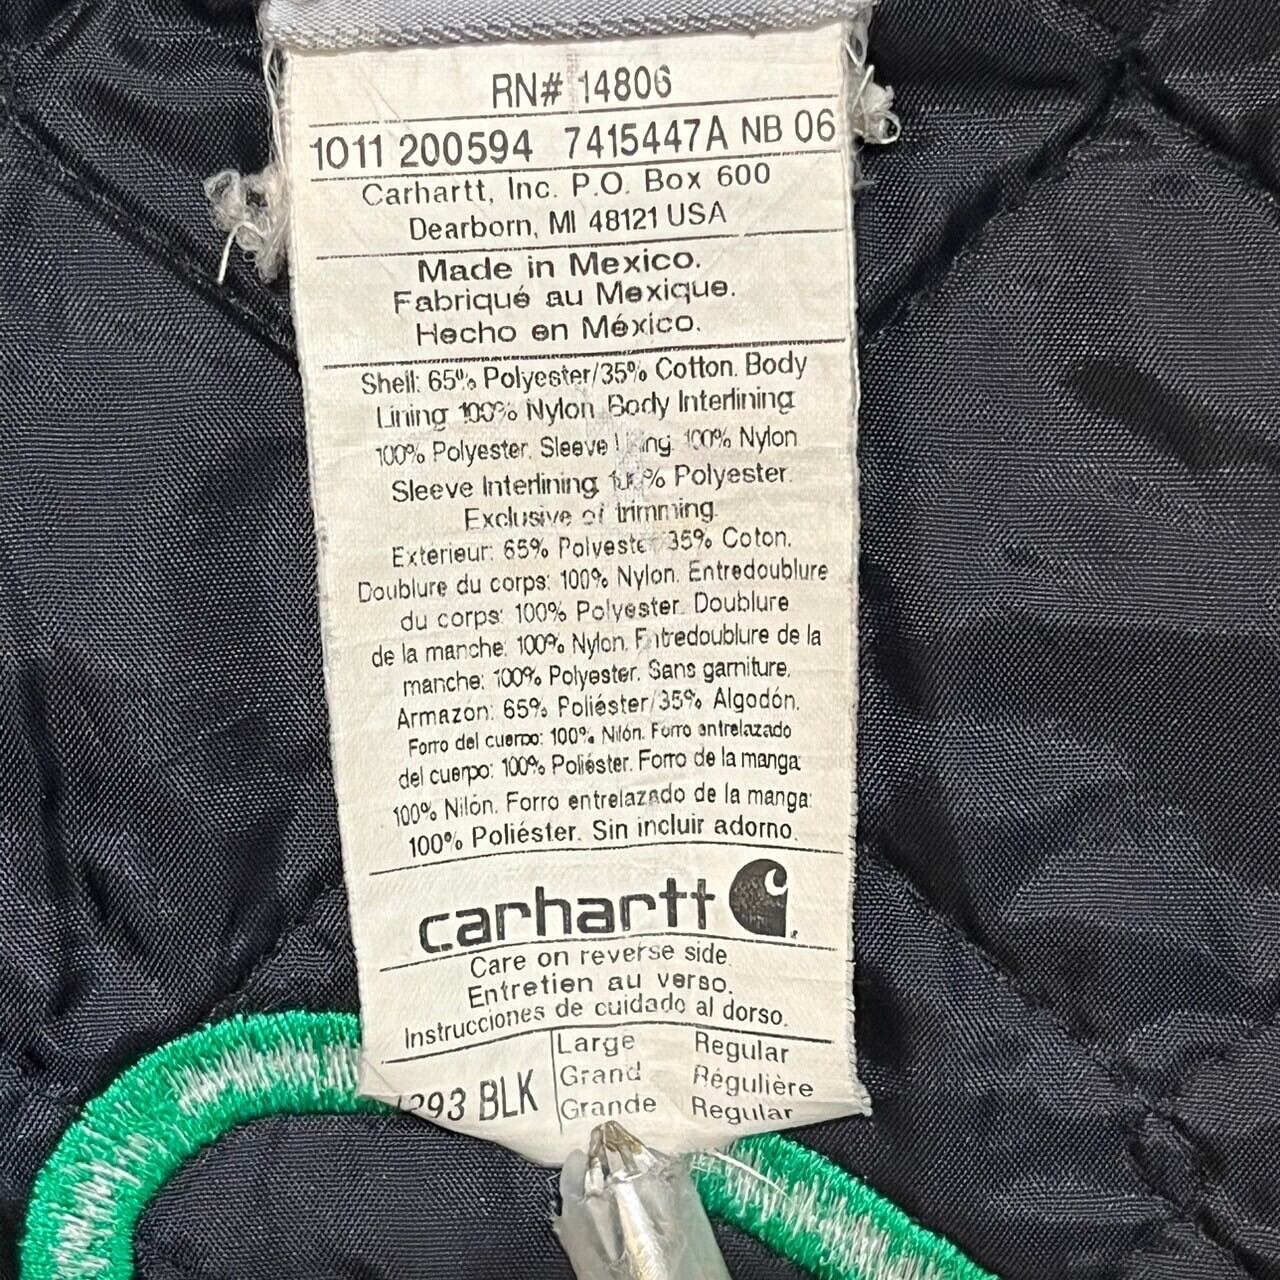 RN# 14806
1011 200594 7415447A NB 06
Carhartt, Inc. P.O. Box 600
Dearborn, MI 48121 USA
Made in Mexico.
Fabriqué au Mexique.
Hecho en México.
Shell: 65% Polyester/35% Cotton. Body
Lining 100% Nylon. Body Interlining
100% Polyester. Sleeve Lining 100% Nylon
Sleeve Interlining 100% Polyester.
Exclusive of trimming.
Extérieur: 65% Polyester 35% Coton.
Doublure du corps: 100% Nylon. Entredoublure
du corps: 100% Polyester. Doublure
de la manche: 100% Nylon. Entredoublure de la
manche: 100% Polyester. Sans garniture.
Armazon: 65% Poliéster/35% Algodón.
Forro del cuerpo: 100% Nilón. Forro entrelazado
del cuerpo: 100% Poliéster. Forro de la manga:
100% Nilón. Forro entrelazado de la manga:
100% Poliéster. Sin incluir adorno.
carhartt
Care on reverse side.
Entretien au verso.
Instrucciones de cuidado al dorso.
BLK
Large Regular
Grand Régulière
Grande Regular